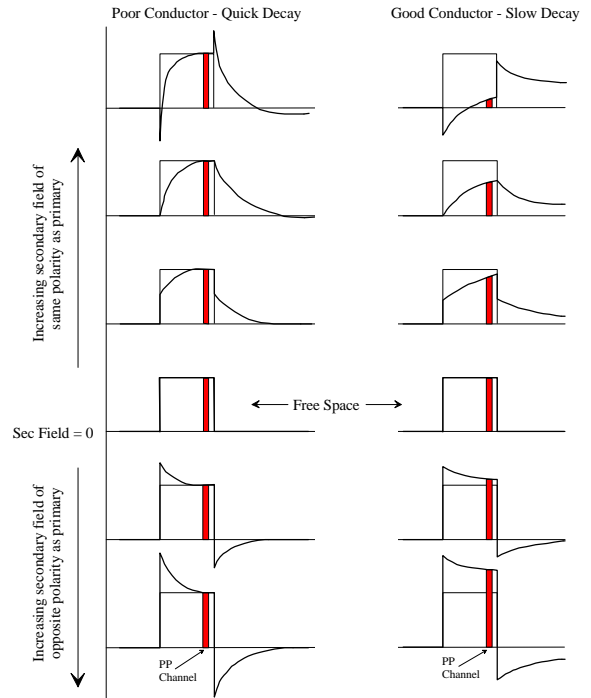 Poor Conductor - Quick Decay
Good Conductor - Slow Decay
Increasing secondary field of
same polarity as primary
Free Space
Sec Field = 0
Increasing secondary field of
opposite polarity as primary
PP
Channel
PP
Channel